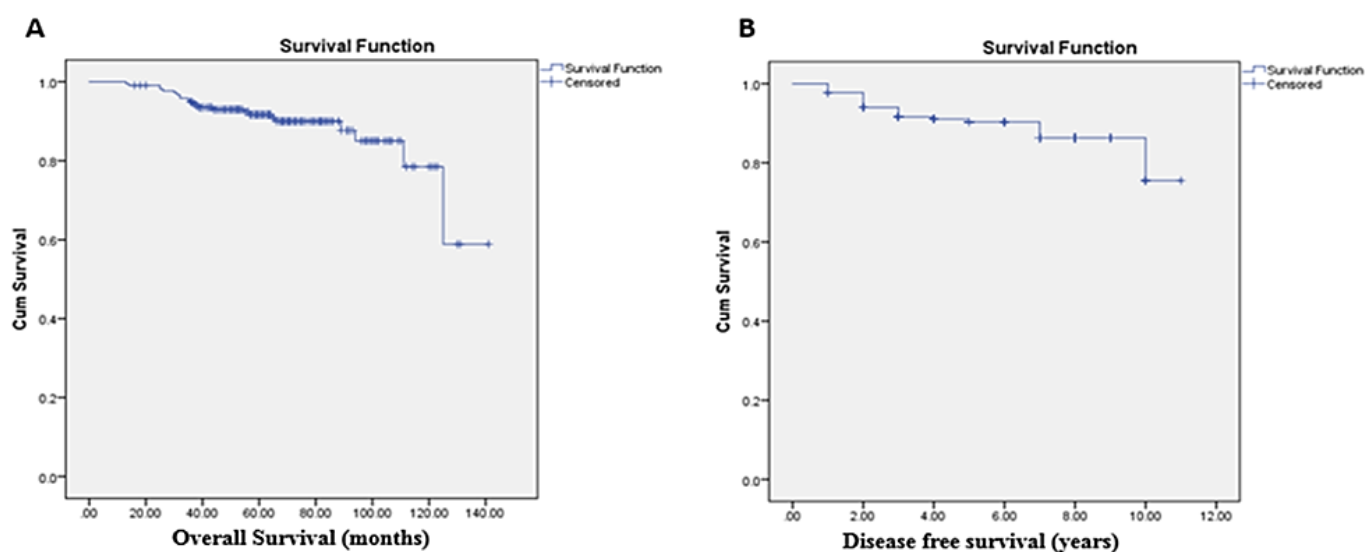 A
Survival Function
Survival Function
Censored
1.0
0.8
0.6
0.4
0.2
0.0
Cum Survival
.00 20.00 40.00 60.00 80.00 100.00 120.00 140.00
Overall Survival (months)
B
Survival Function
Survival Function
Censored
1.0
0.8
0.6
0.4
0.2
0.0
Cum Survival
.00 2.00 4.00 6.00 8.00 10.00 12.00
Disease free survival (years)